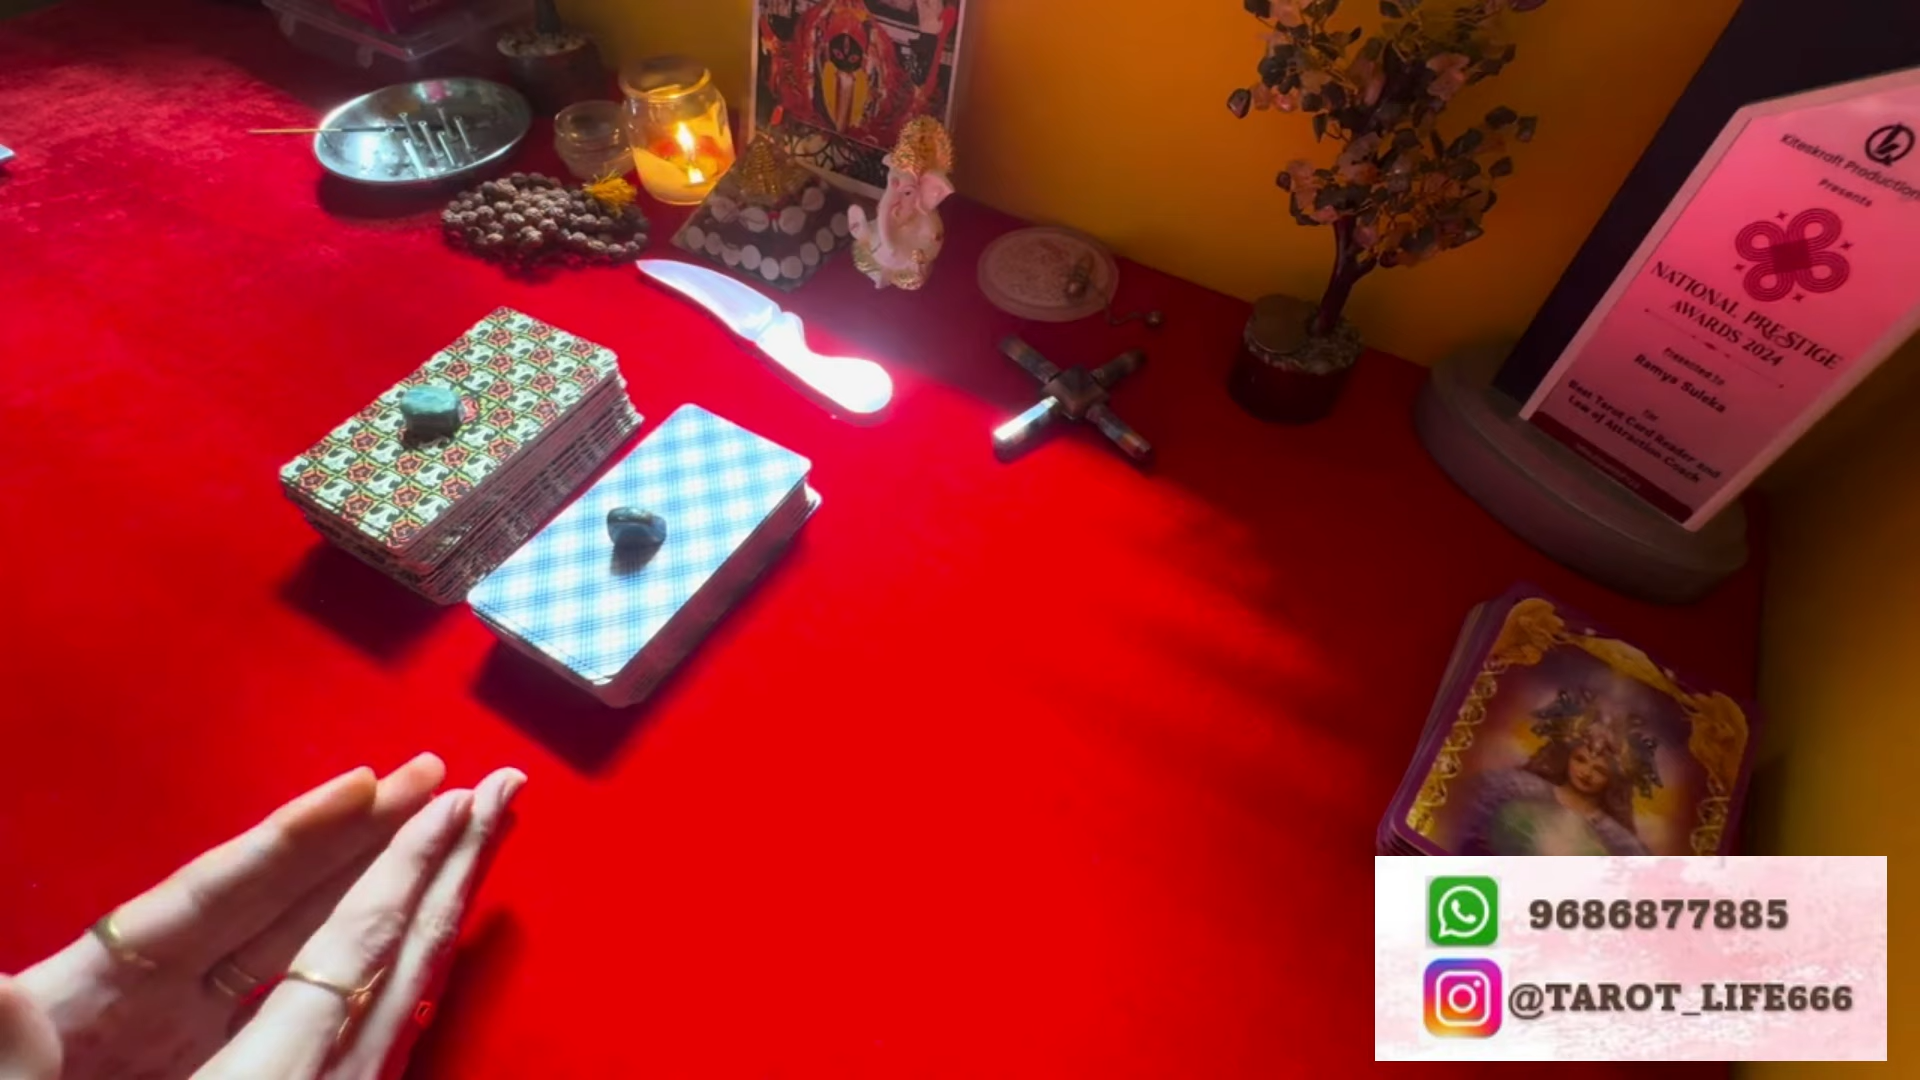 Kiteskraft Production
Presents
NATIONAL PRESTIGE
AWARDS 2024
Presented to
Ramya Suleka
for
Best Tarot Card Reader and
Law of Attraction Coach
9686877885
@TAROT_LIFE666